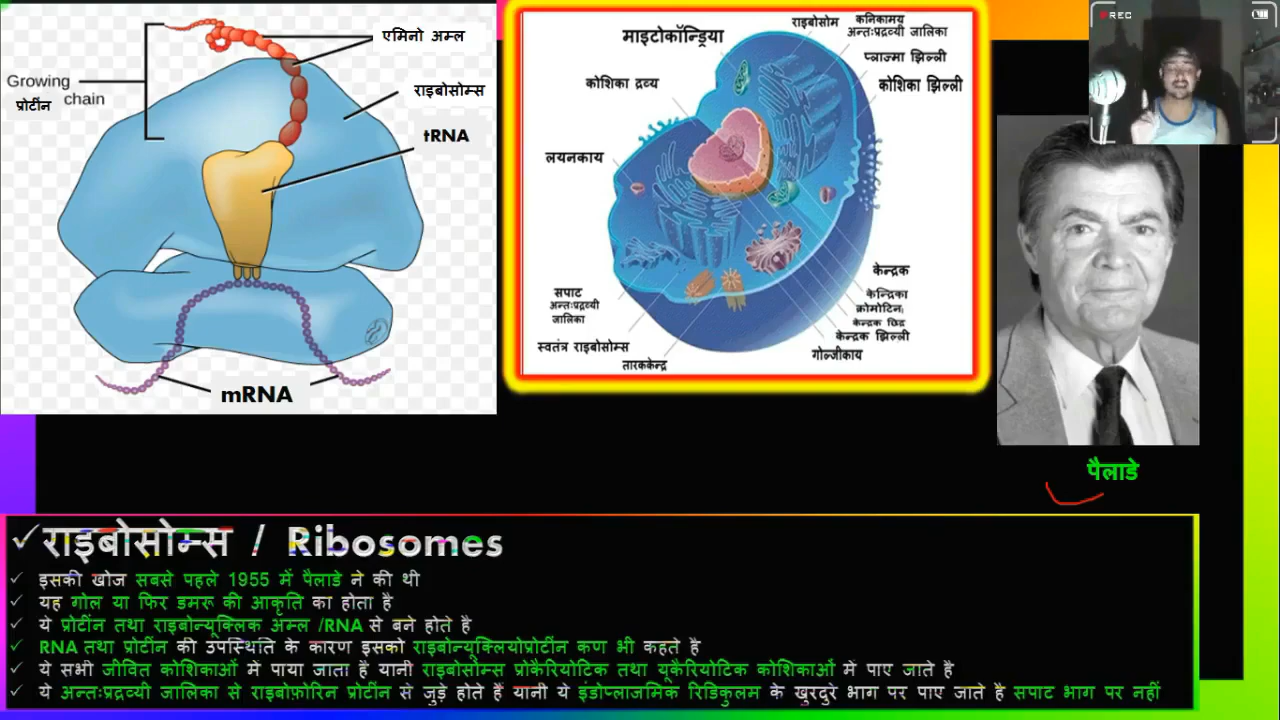 एमिनो अम्ल
Growing
प्रोटींन chain
राइबोसोम्स
tRNA
mRNA
माइटोकॉन्ड्रिया
राइबोसोम
कनिकामय
अन्तःप्रद्रव्यी जालिका
प्लाज्मा झिल्ली
कोशिका झिल्ली
कोशिका द्रव्य
लयनकाय
सपाट
अन्तःप्रद्रव्यी
जालिका
स्वतंत्र राइबोसोम्स
तारककेन्द्र
केन्द्रक
केन्द्रिका
क्रोमोटिन
केन्द्रक छिद्र
केन्द्रक झिल्ली
गोल्जीकाय
REC
पैलाडे
राइबोसोम्स / Ribosomes
इसकी खोज सबसे पहले 1955 में पैलाडे ने की थी
यह गोल या फिर डमरू की आकृति का होता है
ये प्रोटींन तथा राइबोन्यूक्लिक अम्ल /RNA से बने होते है
RNA तथा प्रोटींन की उपस्थिति के कारण इसको राइबोन्यूक्लियोप्रोटींन कण भी कहते है
ये सभी जीवित कोशिकाओं में पाया जाता है यानी राइबोसोम्स प्रोकैरियोटिक तथा यूकैरियोटिक कोशिकाओं में पाए जाते है
ये अन्तःप्रद्रव्यी जालिका से राइबोफ़ोरिन प्रोटींन से जुड़े होते हैं यानी ये इंडोप्लाजमिक रिडिकुलम के खुरदुरे भाग पर पाए जाते है सपाट भाग पर नहीं